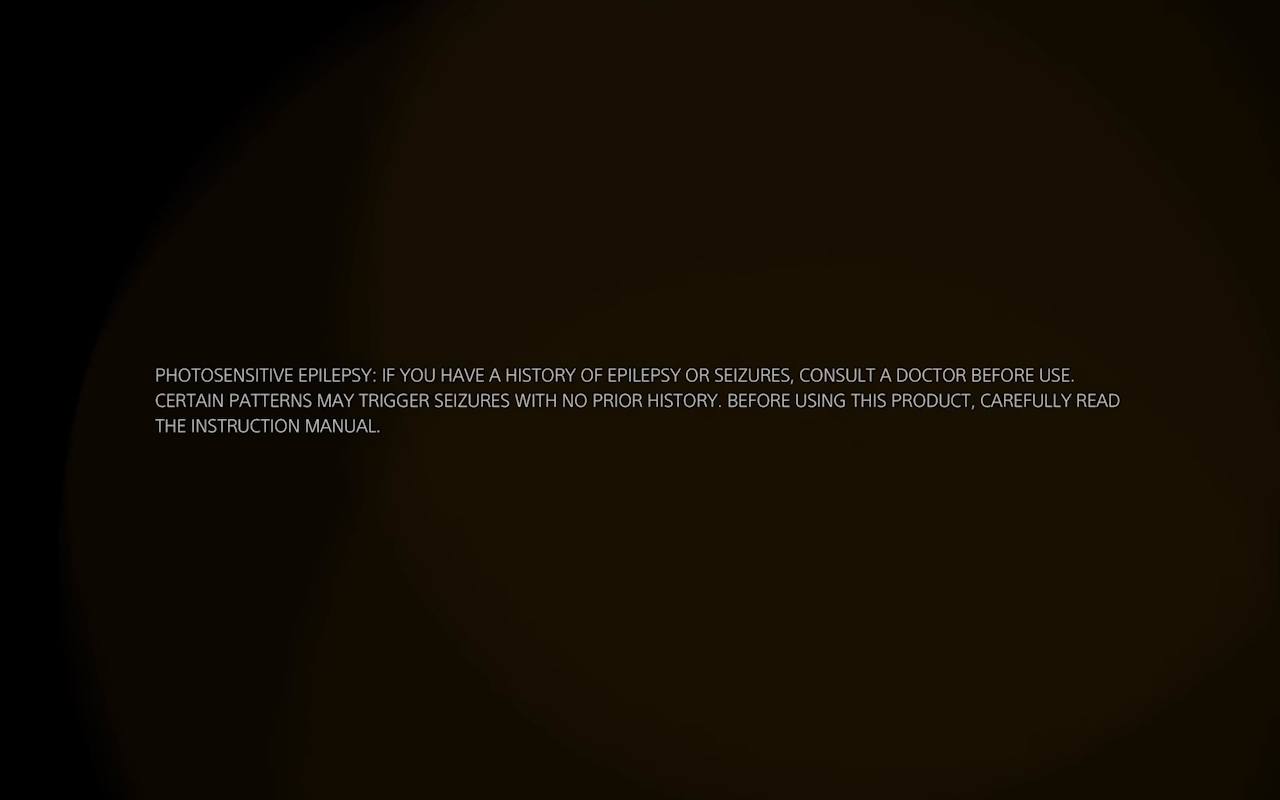 PHOTOSENSITIVE EPILEPSY: IF YOU HAVE A HISTORY OF EPILEPSY OR SEIZURES, CONSULT A DOCTOR BEFORE USE.
CERTAIN PATTERNS MAY TRIGGER SEIZURES WITH NO PRIOR HISTORY. BEFORE USING THIS PRODUCT, CAREFULLY READ
THE INSTRUCTION MANUAL.